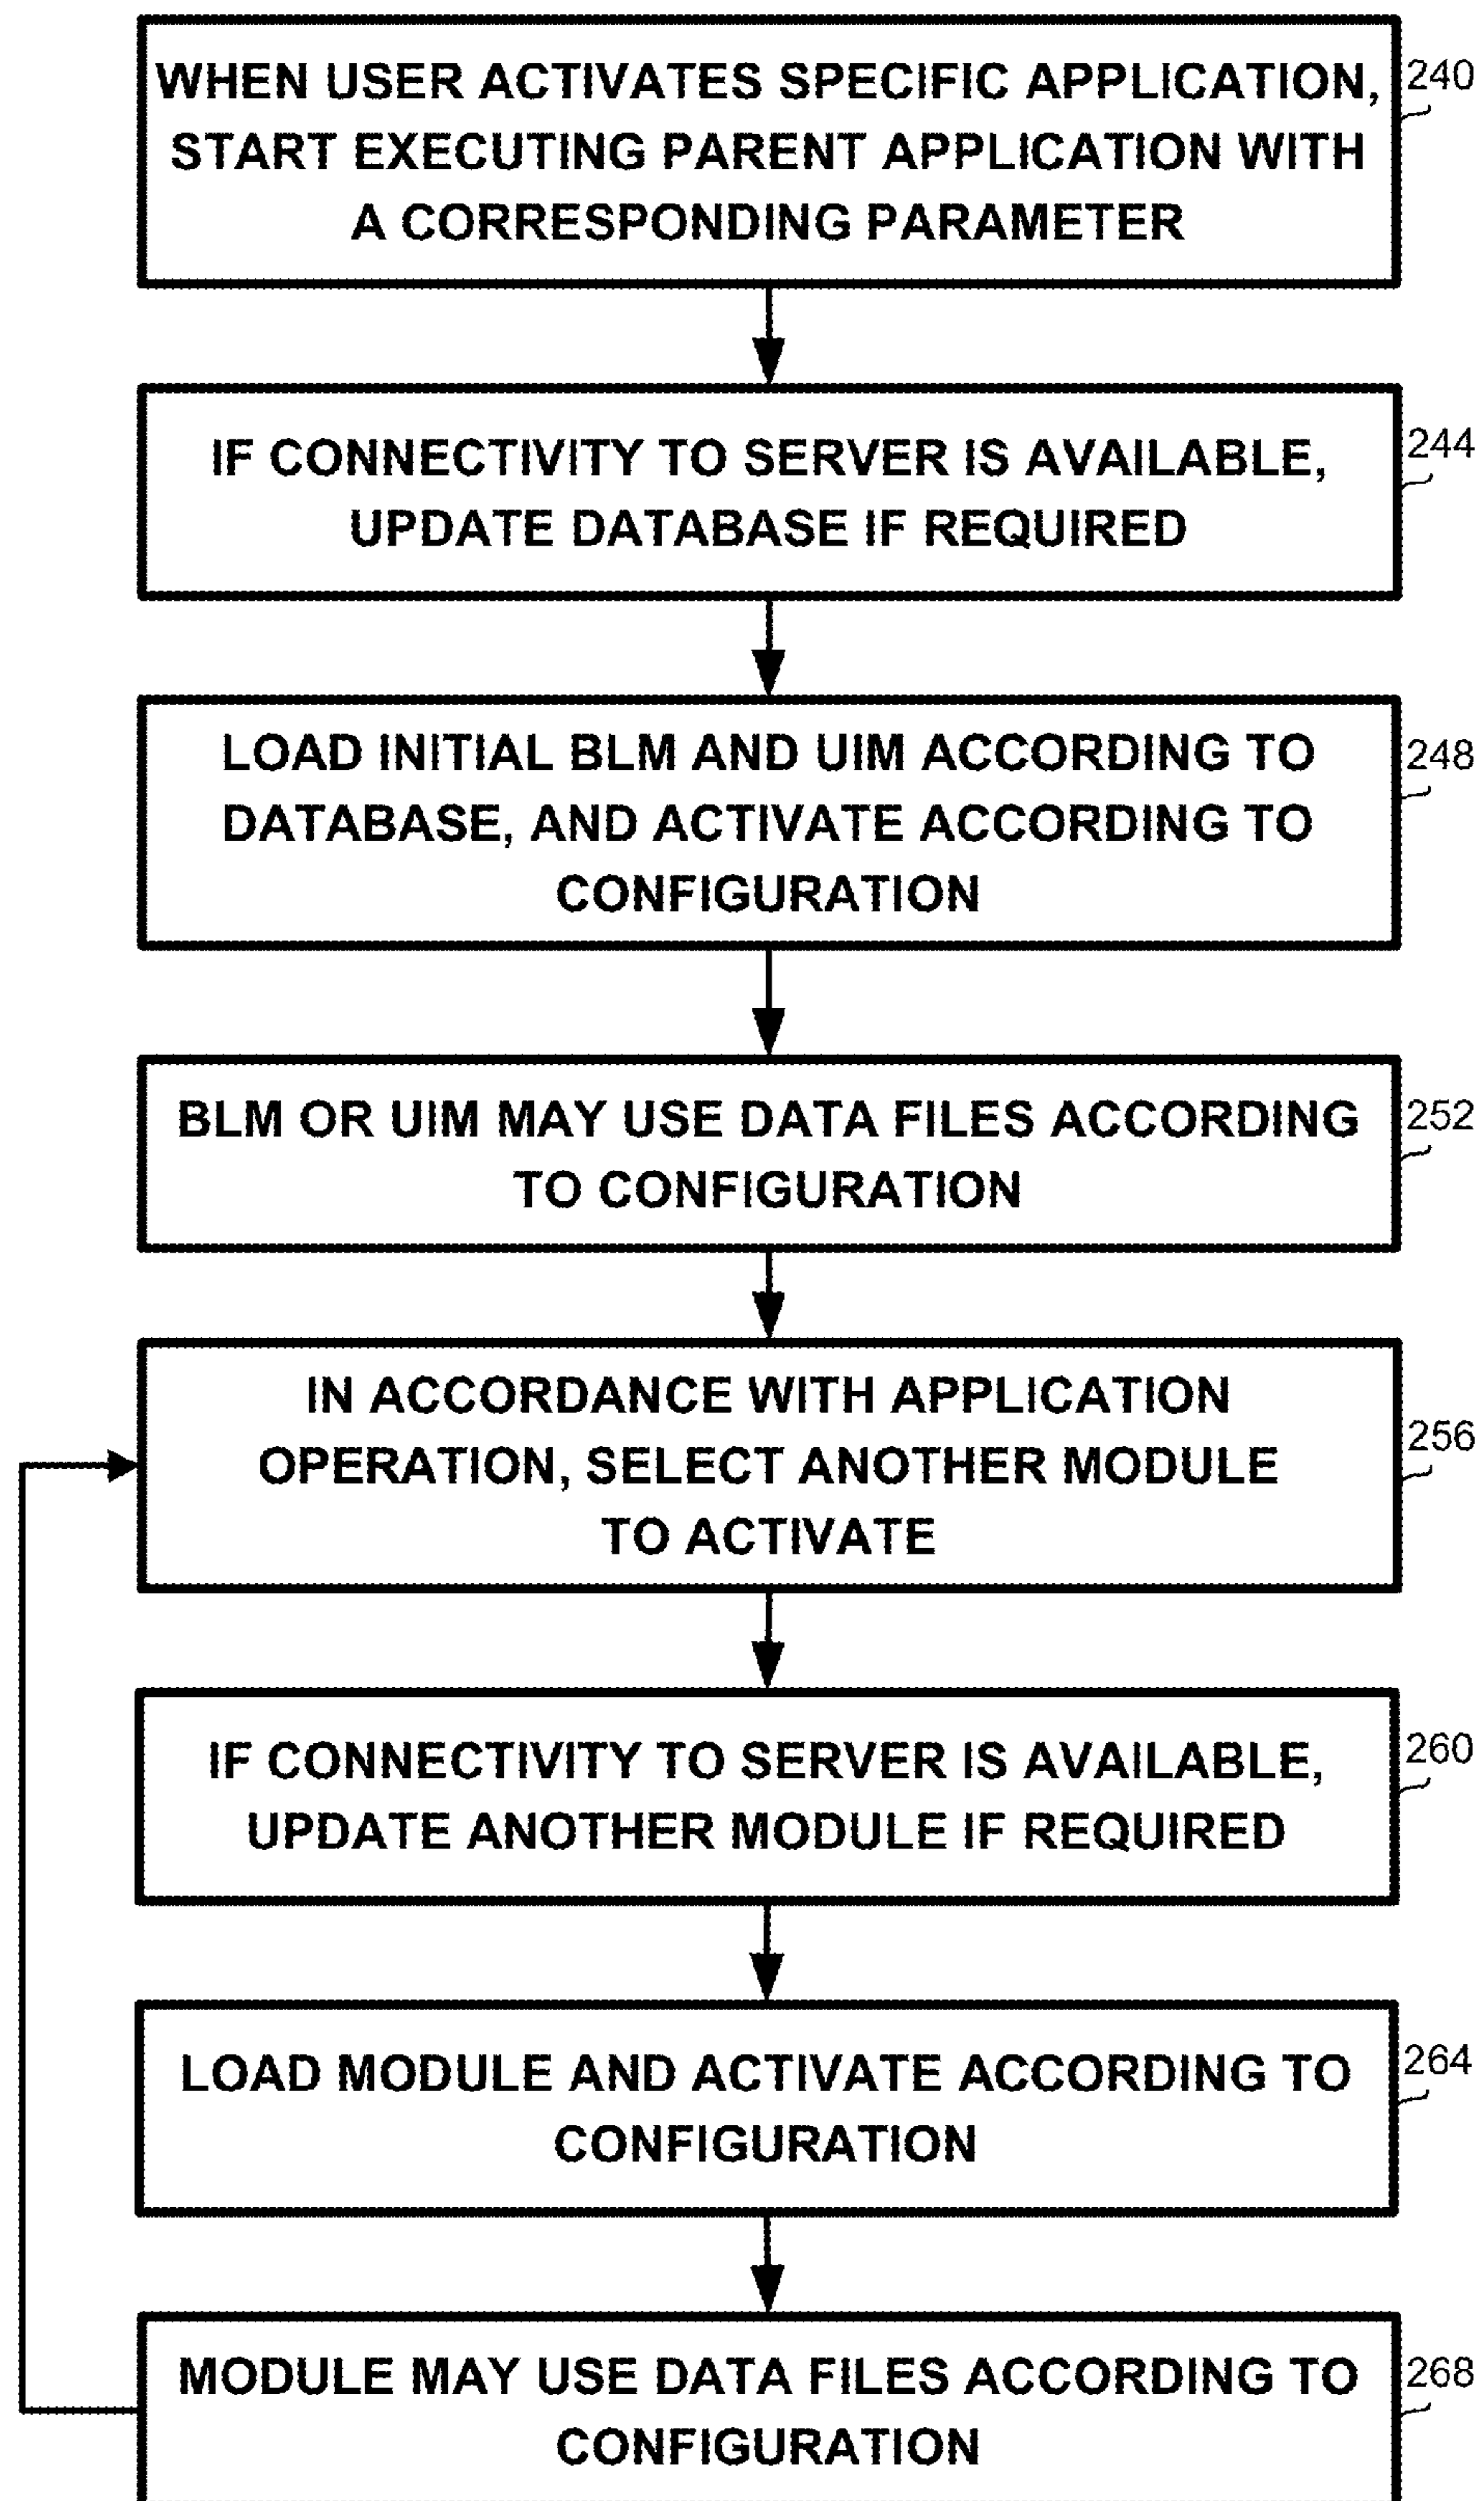 WHEN USER ACTIVATES SPECIFIC APPLICATION,
START EXECUTING PARENT APPLICATION WITH
A CORRESPONDING PARAMETER
240
IF CONNECTIVITY TO SERVER IS AVAILABLE,
UPDATE DATABASE IF REQUIRED
244
LOAD INITIAL BLM AND UIM ACCORDING TO
DATABASE, AND ACTIVATE ACCORDING TO
CONFIGURATION
248
BLM OR UIM MAY USE DATA FILES ACCORDING
TO CONFIGURATION
252
IN ACCORDANCE WITH APPLICATION
OPERATION, SELECT ANOTHER MODULE
TO ACTIVATE
256
IF CONNECTIVITY TO SERVER IS AVAILABLE,
UPDATE ANOTHER MODULE IF REQUIRED
260
LOAD MODULE AND ACTIVATE ACCORDING TO
CONFIGURATION
264
MODULE MAY USE DATA FILES ACCORDING TO
CONFIGURATION
268